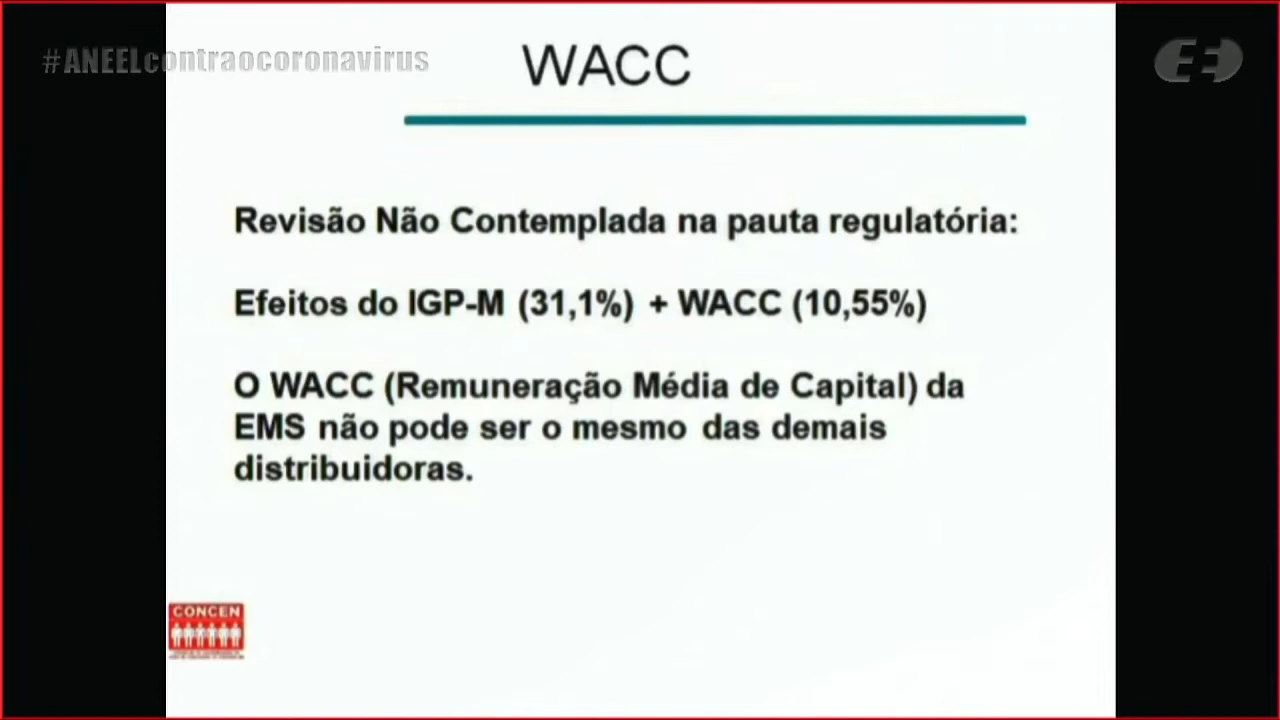 #ANEELcontraocoronavirus
WACC
Revisão Não Contemplada na pauta regulatória:
Efeitos do IGP-M (31,1%) + WACC (10,55%)
O WACC (Remuneração Média de Capital) da
EMS não pode ser o mesmo das demais
distribuidoras.
CONCEN